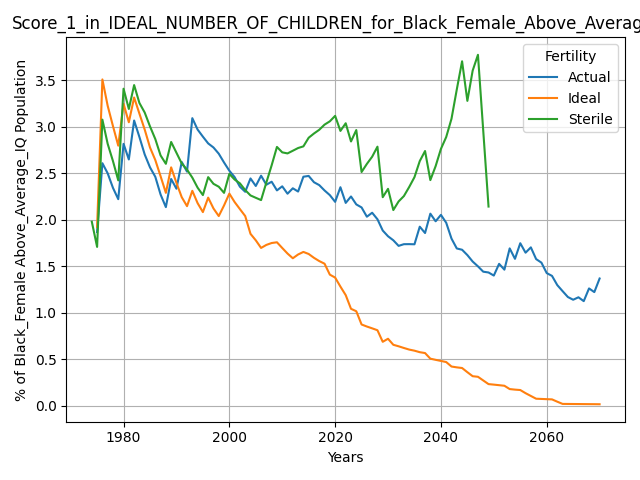 Score_1_in_IDEAL_NUMBER_OF_CHILDREN_for_Black_Female_Above_Averag
% of Black_Female Above_Average_IQ Population
3.5
3.0
2.5
2.0
1.5
1.0
0.5
0.0
Fertility
Actual
Ideal
Sterile
1980 2000 2020 2040 2060
Years